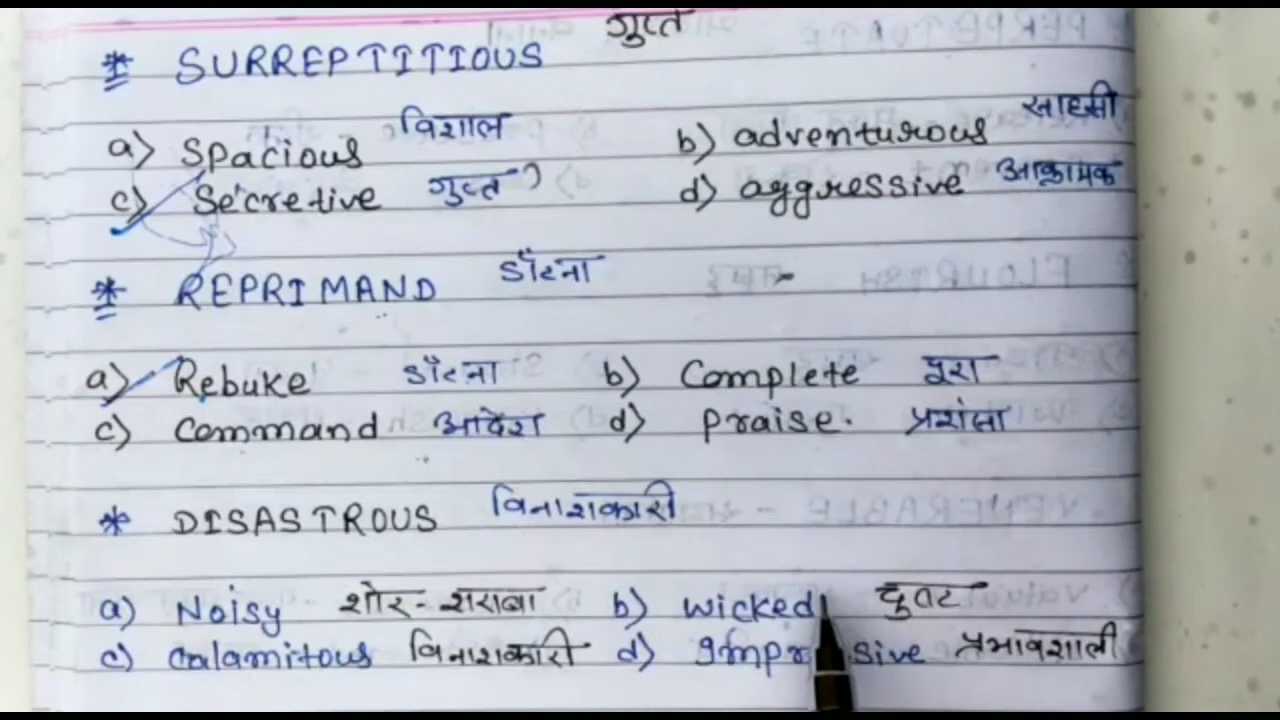 गुप्त
* SURREPTITIOUS
a) Spacious विशाल b) adventurous साहसी
c) Secretive गुप्त d) aggressive आक्रामक
* REPRIMAND डाँटना
a) Rebuke डाँटना b) Complete पूरा
c) Command आदेश d) Praise. प्रशंसा
* DISASTROUS विनाशकारी
a) Noisy शोर-शराबा b) Wicked
c) Calamitous विनाशकारी d) प्रभावशाली